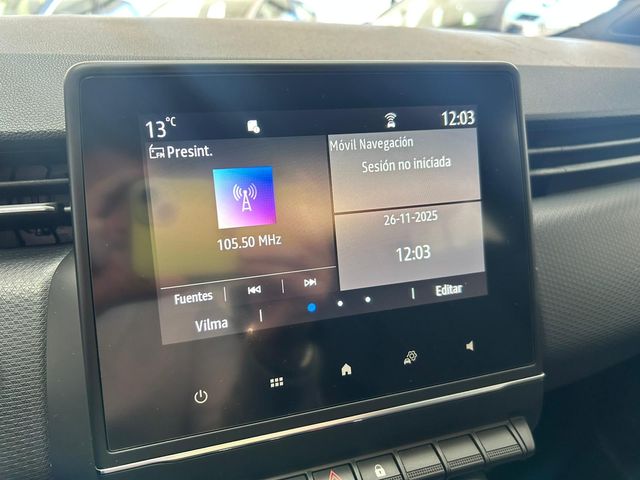 13°C
12:03
FM Presint.
105.50 MHz
Fuentes
Vilma
Móvil Navegación
Sesión no iniciada
26-11-2025
12:03
Editar